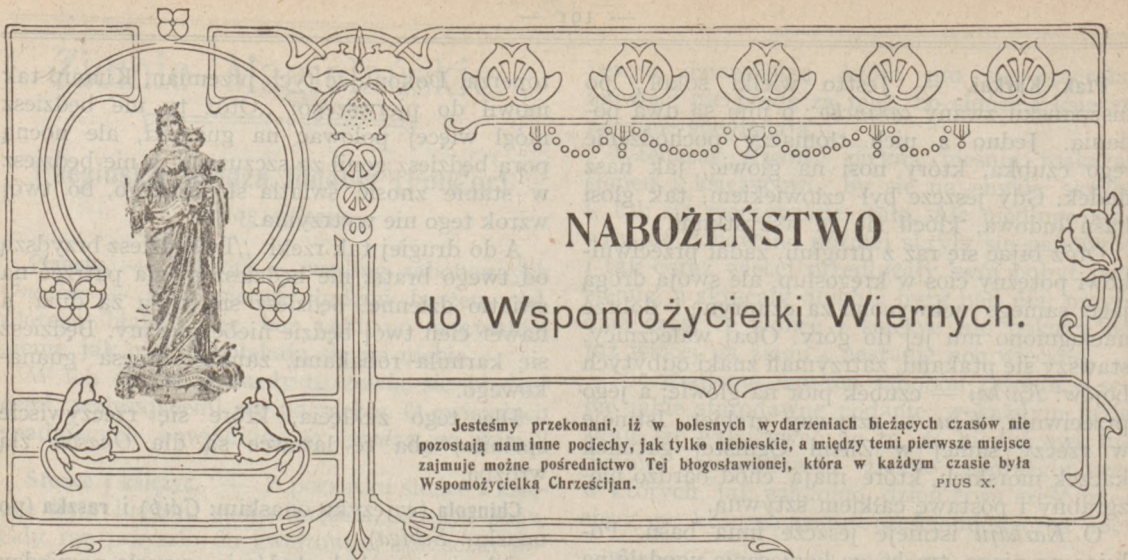 NABOŻEŃSTWO
do Wspomożycielki Wiernych.
Jesteśmy przekonani, iż w bolesnych wydarzeniach bieżących czasów nie
pozostają nam inne pociechy, jak tylko niebieskie, a między temi pierwsze miejsce
zajmuje możne pośrednictwo Tej błogosławionej, która w każdym czasie była
Wspomożycielką Chrześcijan. PIUS X.